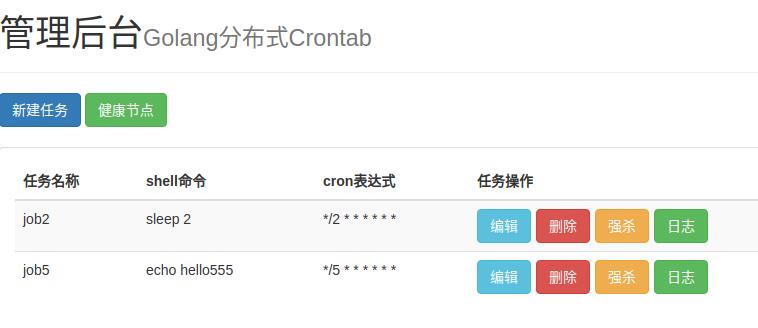 管理后台Golang分布式Crontab
新建任务 健康节点
任务名称 shell命令 cron表达式 任务操作
job2 sleep 2 */2 * * * * * * 编辑 删除 强杀 日志
job5 echo hello555 */5 * * * * * * 编辑 删除 强杀 日志